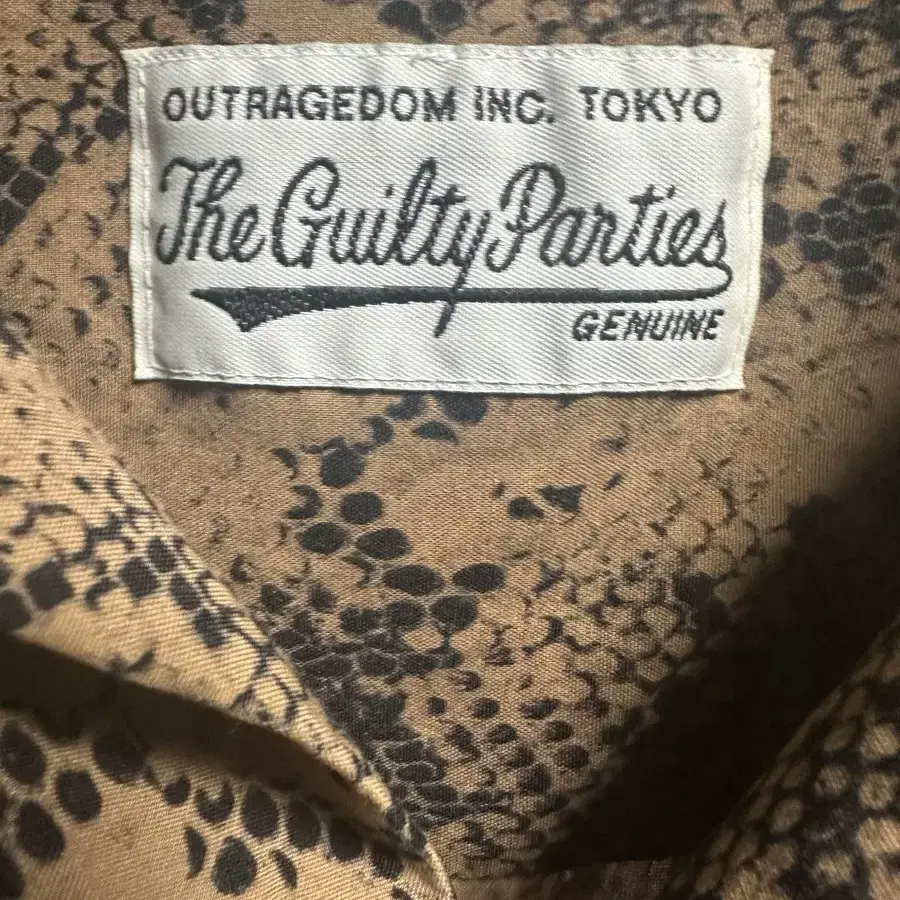 OUTRAGEDOM INC. TOKYO
The Guilty Parties
GENUINE